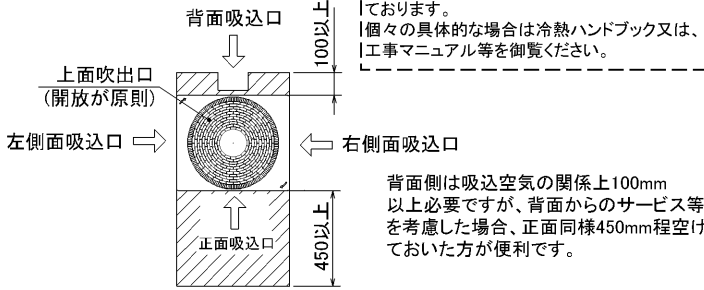 ております。
個々の具体的な場合は冷熱ハンドブック又は、
工事マニュアル等を御覧ください。
背面吸込口
100以上
上面吹出口
(開放が原則)
左側面吸込口
右側面吸込口
正面吸込口
450以上
背面側は吸込空気の関係上100mm
以上必要ですが、背面からのサービス等
を考慮した場合、正面同様450mm程空け
ておいた方が便利です。